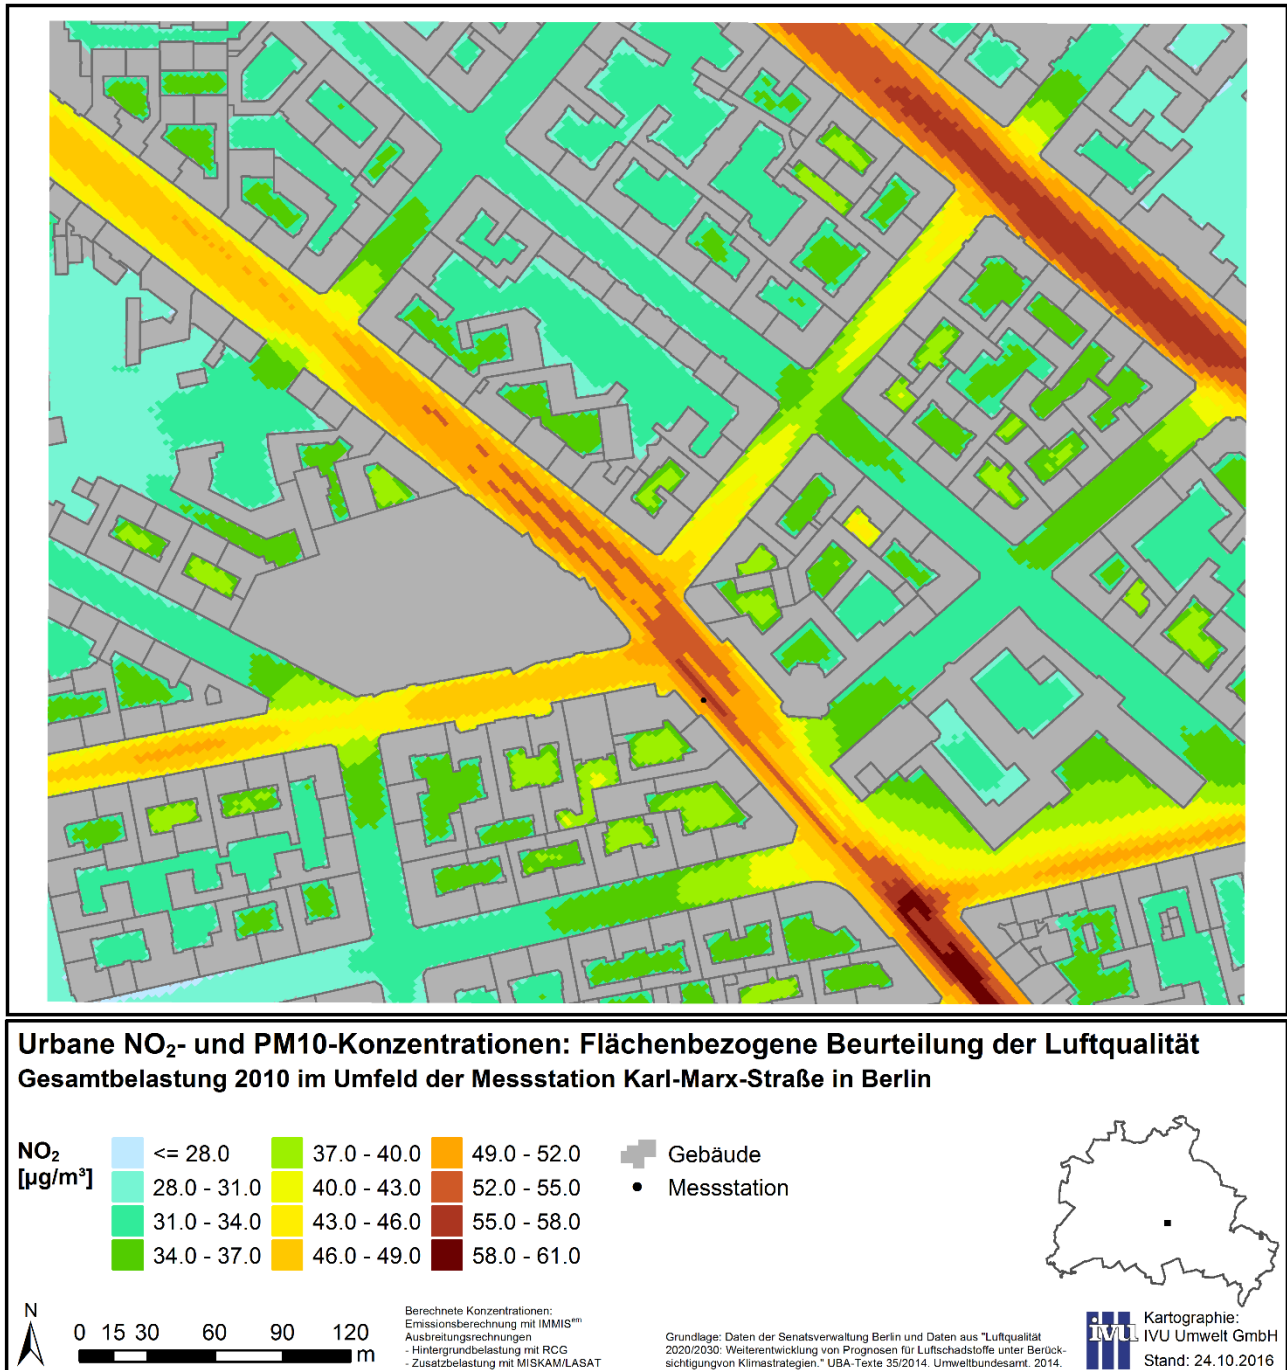 Urbane NO₂- und PM10-Konzentrationen: Flächenbezogene Beurteilung der Luftqualität
Gesamtbelastung 2010 im Umfeld der Messstation Karl-Marx-Straße in Berlin
NO₂
[µg/m³]
<= 28.0
28.0 - 31.0
31.0 - 34.0
34.0 - 37.0
37.0 - 40.0
40.0 - 43.0
43.0 - 46.0
46.0 - 49.0
49.0 - 52.0
52.0 - 55.0
55.0 - 58.0
58.0 - 61.0
Gebäude
Messstation
N
0 15 30 60 90 120
m
Berechnete Konzentrationen:
Emissionsberechnung mit IMMISᵉᵐ
Ausbreitungsrechnungen
- Hintergrundbelastung mit RCG
- Zusatzbelastung mit MISKAM/LASAT
Grundlage: Daten der Senatsverwaltung Berlin und Daten aus "Luftqualität
2020/2030: Weiterentwicklung von Prognosen für Luftschadstoffe unter Berück-
sichtigungvon Klimastrategien." UBA-Texte 35/2014. Umweltbundesamt. 2014.
ivu
Kartographie:
IVU Umwelt GmbH
Stand: 24.10.2016